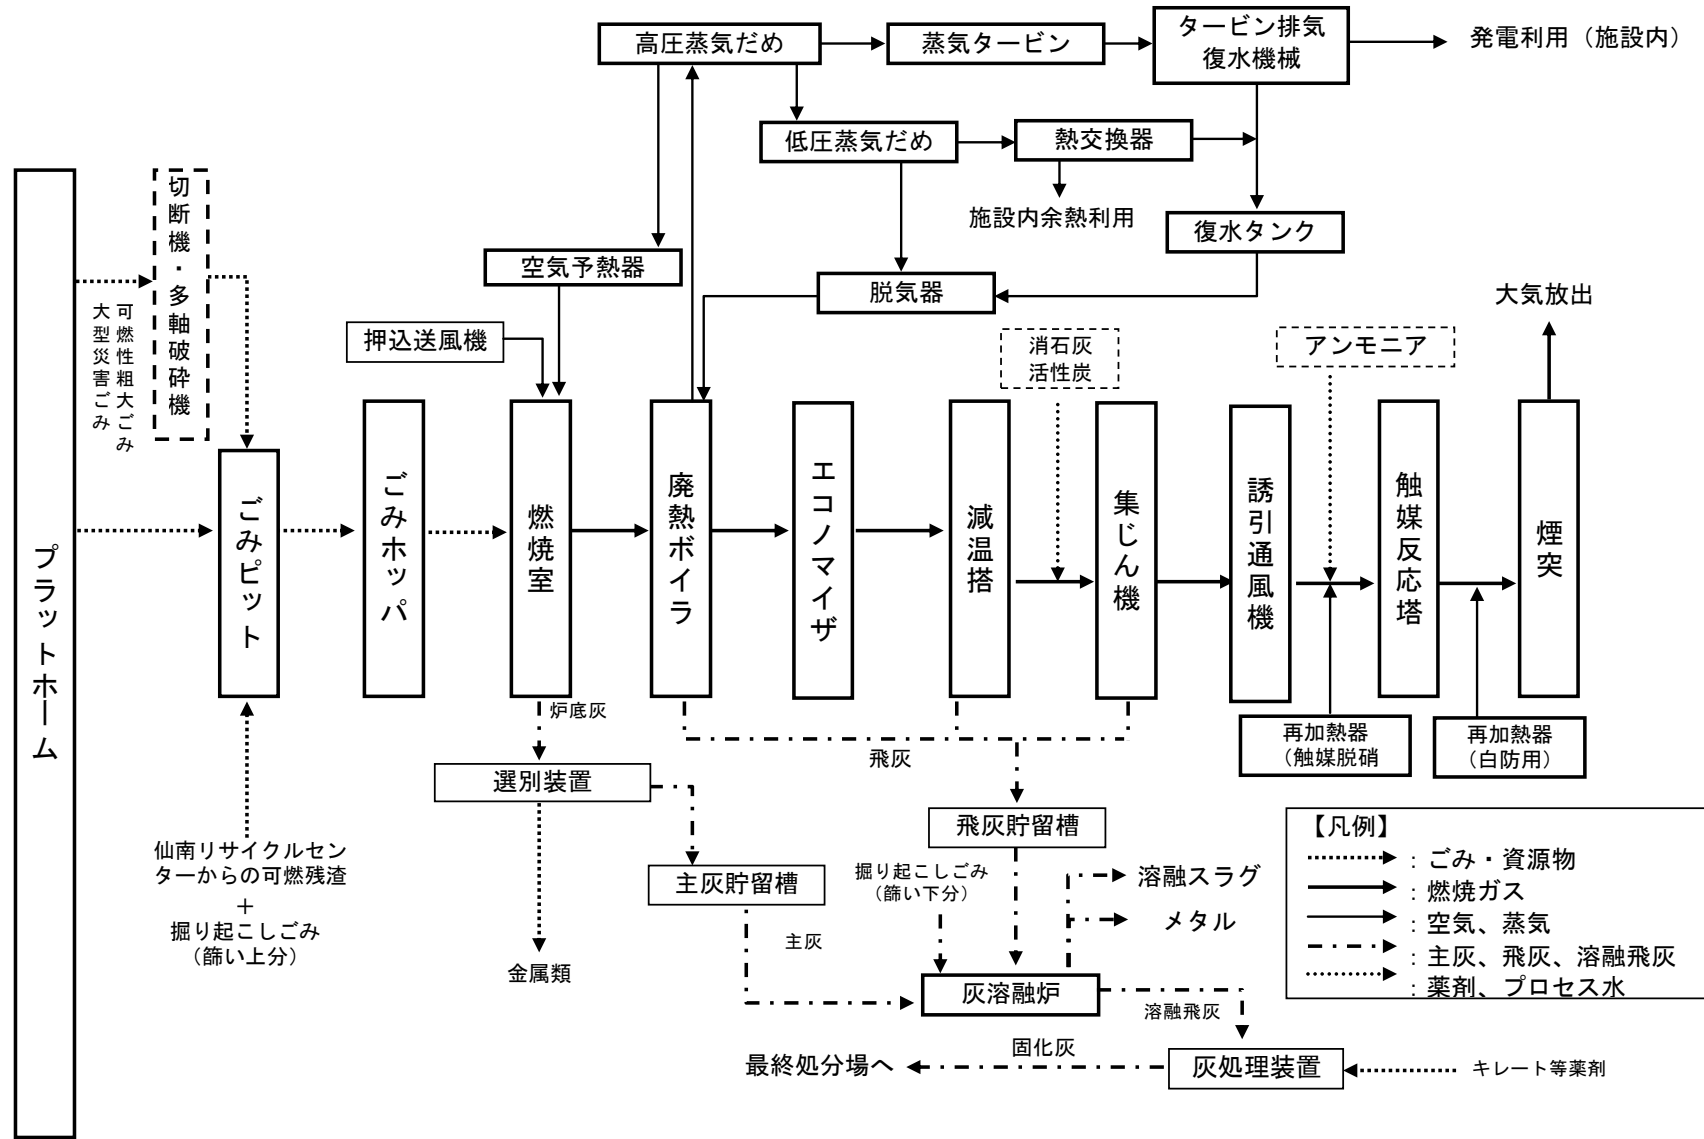 高圧蒸気だめ
蒸気タービン
タービン排気
復水機械
発電利用（施設内）
低圧蒸気だめ
熱交換器
施設内余熱利用
復水タンク
空気予熱器
脱気器
押込送風機
切断機・多軸破砕機
可燃性粗大ごみ
大型災害ごみ
消石灰
活性炭
アンモニア
大気放出
プラットホーム
ごみピット
ごみホッパ
燃焼室
廃熱ボイラ
エコノマイザ
減温搭
集じん機
誘引通風機
触媒反応塔
煙突
炉底灰
飛灰
再加熱器
（触媒脱硝
再加熱器
（白防用）
選別装置
飛灰貯留槽
主灰貯留槽
仙南リサイクルセン
ターからの可燃残渣
＋
掘り起こしごみ
（篩い上分）
掘り起こしごみ
（篩い下分）
溶融スラグ
メタル
主灰
金属類
灰溶融炉
溶融飛灰
固化灰
最終処分場へ
灰処理装置
キレート等薬剤
【凡例】
：ごみ・資源物
：燃焼ガス
：空気、蒸気
：主灰、飛灰、溶融飛灰
：薬剤、プロセス水